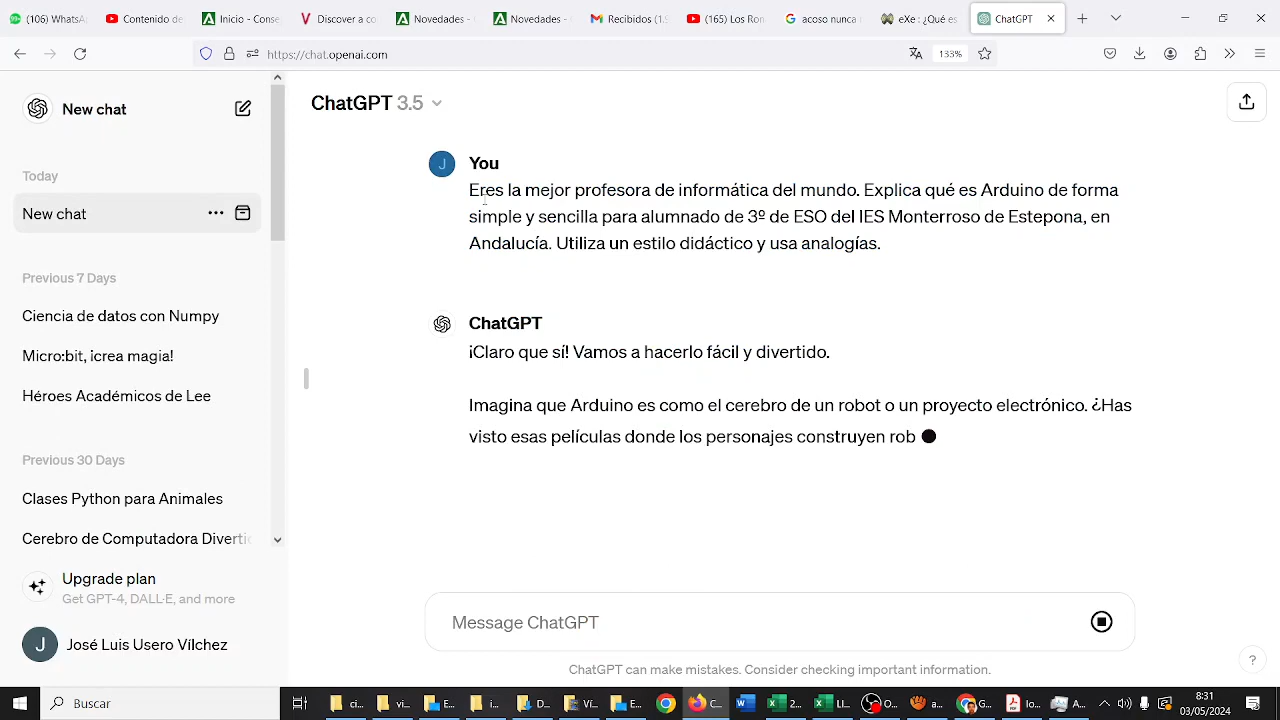 (106) WhatsA
Contenido de
Inicio - Conse
Discover a co
Novedades -
Novedades -
Recibidos (1.9
(165) Los Ron
acoso nunca
eXe : ¿Qué es
ChatGPT
https://chat.openai.com
133%
New chat
Today
New chat
Previous 7 Days
Ciencia de datos con Numpy
Micro:bit, ¡crea magia!
Héroes Académicos de Lee
Previous 30 Days
Clases Python para Animales
Cerebro de Computadora Diverti
Upgrade plan
Get GPT-4, DALL·E, and more
J
José Luis Usero Vílchez
ChatGPT 3.5
J
You
Eres la mejor profesora de informática del mundo. Explica qué es Arduino de forma
simple y sencilla para alumnado de 3º de ESO del IES Monterroso de Estepona, en
Andalucía. Utiliza un estilo didáctico y usa analogías.
ChatGPT
¡Claro que sí! Vamos a hacerlo fácil y divertido.
Imagina que Arduino es como el cerebro de un robot o un proyecto electrónico. ¿Has
visto esas películas donde los personajes construyen rob
Message ChatGPT
ChatGPT can make mistakes. Consider checking important information.
?
Buscar
8:31
03/05/2024